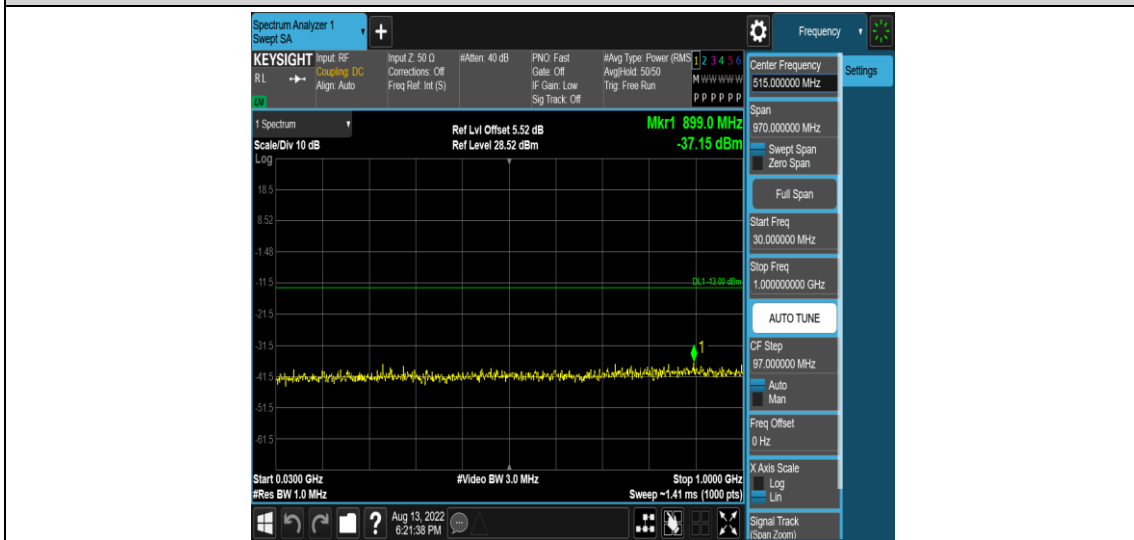 Spectrum Analyzer 1
Swept SA
+
Frequency
KEYSIGHT
RL
LXI
Input: RF
Coupling: DC
Align: Auto
Input Z: 50 Ω
Corrections: Off
Freq Ref: Int (S)
#Atten: 40 dB
PNO: Fast
Gate: Off
IF Gain: Low
Sig Track: Off
#Avg Type: Power (RMS
Avg|Hold: 50/50
Trig: Free Run
1 2 3 4 5 6
M W W W W W
P P P P P P
1 Spectrum
Scale/Div 10 dB
Ref Lvl Offset 5.52 dB
Ref Level 28.52 dBm
Mkr1 899.0 MHz
-37.15 dBm
Log
18.5
8.52
-1.48
-11.5
DL1 -13.00 dBm
-21.5
-31.5
1
-41.5
-51.5
-61.5
Start 0.0300 GHz
#Res BW 1.0 MHz
#Video BW 3.0 MHz
Stop 1.0000 GHz
Sweep ~1.41 ms (1000 pts)
?
Aug 13, 2022
6:21:38 PM
Center Frequency
515.000000 MHz
Settings
Span
970.000000 MHz
Swept Span
Zero Span
Full Span
Start Freq
30.000000 MHz
Stop Freq
1.000000000 GHz
AUTO TUNE
CF Step
97.000000 MHz
Auto
Man
Freq Offset
0 Hz
X Axis Scale
Log
Lin
Signal Track
(Span Zoom)